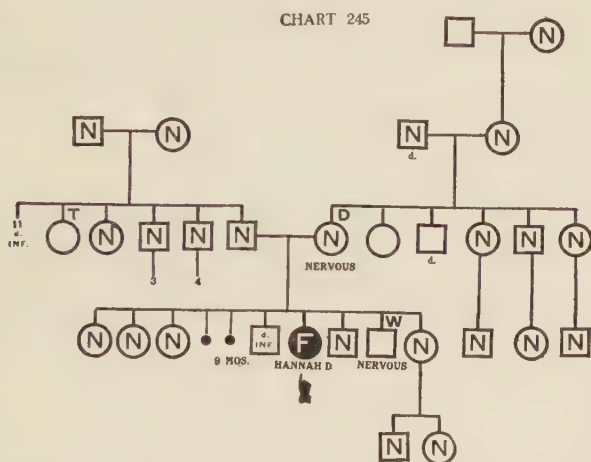 CHART 245
N
N N N N
d.
11 T D
d. N N N N N N N N
INF.
d.
NERVOUS
3 4
W
N N N d. F N N N N N
INF
9 MOS. HANNAH D. NERVOUS
N N